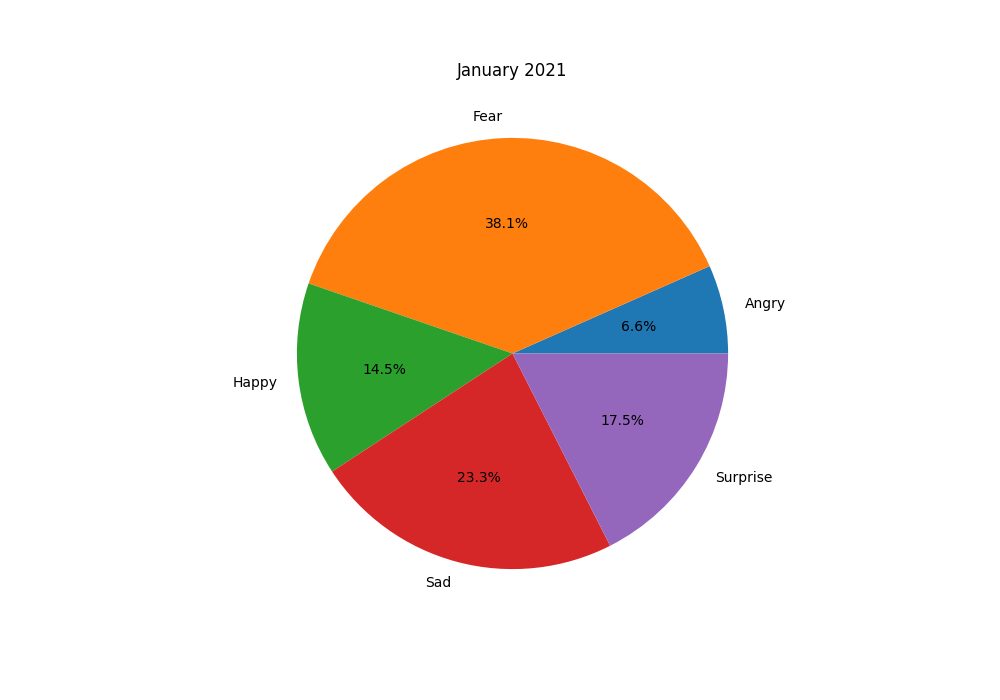 January 2021
Fear
38.1%
Angry
6.6%
Happy
14.5%
17.5%
Surprise
23.3%
Sad